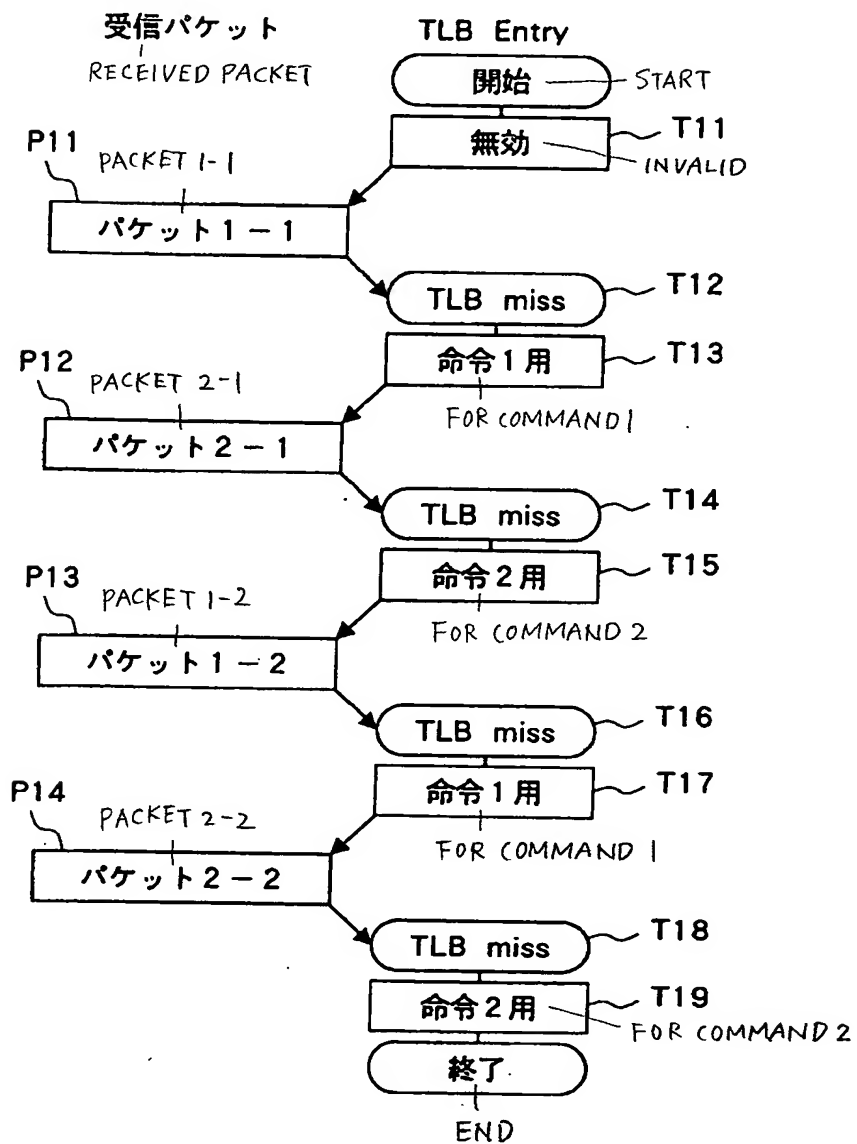 受信パケット
RECEIVED PACKET
TLB Entry
開始
START
無効
T11
INVALID
P11
PACKET 1-1
パケット1-1
TLB miss
T12
命令1用
T13
FOR COMMAND 1
P12
PACKET 2-1
パケット2-1
TLB miss
T14
命令2用
T15
FOR COMMAND 2
P13
PACKET 1-2
パケット1-2
TLB miss
T16
命令1用
T17
FOR COMMAND 1
P14
PACKET 2-2
パケット2-2
TLB miss
T18
命令2用
T19
FOR COMMAND 2
終了
END